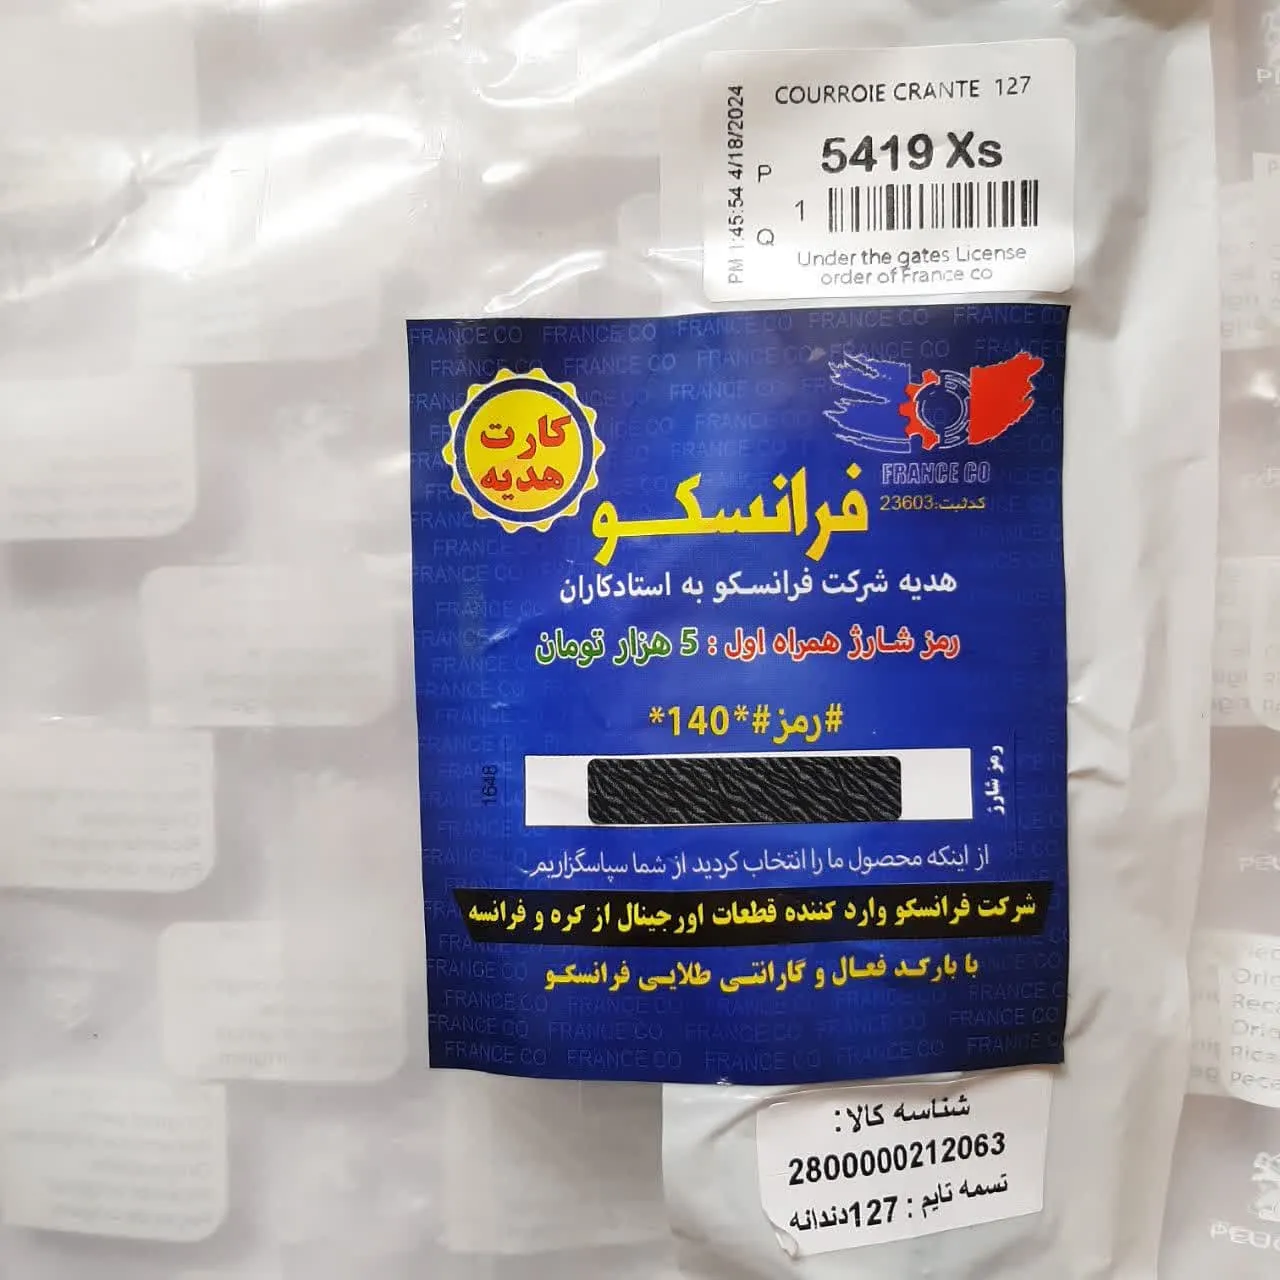 COURROIE CRANTE 127
5419 Xs
P
1
Q
PM 1:45:54 4/18/2024
Under the gates License
order of France co
کارت
هدیه
FRANCE CO
کدثبت:23603
فرانسکو
هدیه شرکت فرانسکو به استادکاران
رمز شارژ همراه اول : 5 هزار تومان
*140*#رمز#
1648
رمز شارژ
از اینکه محصول ما را انتخاب کردید از شما سپاسگزاریم.
شرکت فرانسکو وارد کننده قطعات اورجینال از کره و فرانسه
با بارکد فعال و گارانتی طلایی فرانسکو
شناسه کالا:
2800000212063
تسمه تایم : 127دندانه